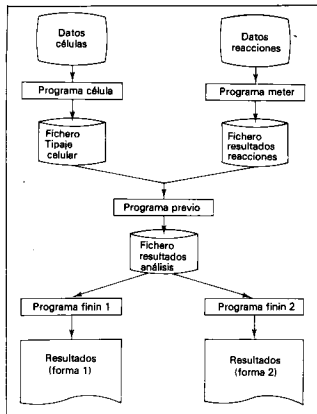 Datos
células
Datos
reacciones
Programa célula
Programa meter
Fichero
Tipaje
celular
Fichero
resultados
reacciones
Programa previo
Fichero
resultados
análisis
Programa finin 1
Programa finin 2
Resultados
(forma 1)
Resultados
(forma 2)